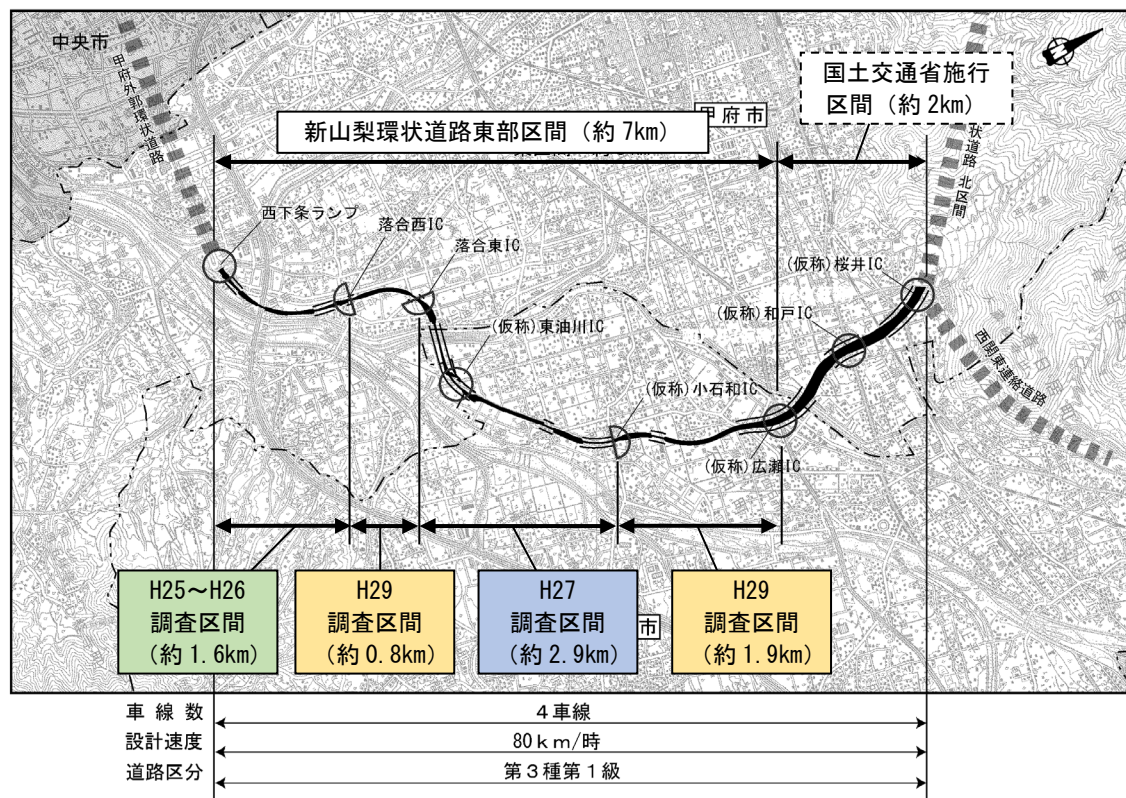 中央市
甲府外郭環状道路
国土交通省施行
区間（約2km）
甲府市
新山梨環状道路東部区間（約7km）
状道路 北区間
西下条ランプ
落合西IC
落合東IC
(仮称)桜井IC
(仮称)和戸IC
(仮称)東油川IC
西関東連絡道路
(仮称)小石和IC
(仮称)広瀬IC
H25～H26
調査区間
（約1.6km）
H29
調査区間
（約0.8km）
H27
調査区間
（約2.9km）
市
H29
調査区間
（約1.9km）
車線数
4車線
設計速度
80km/時
道路区分
第3種第1級